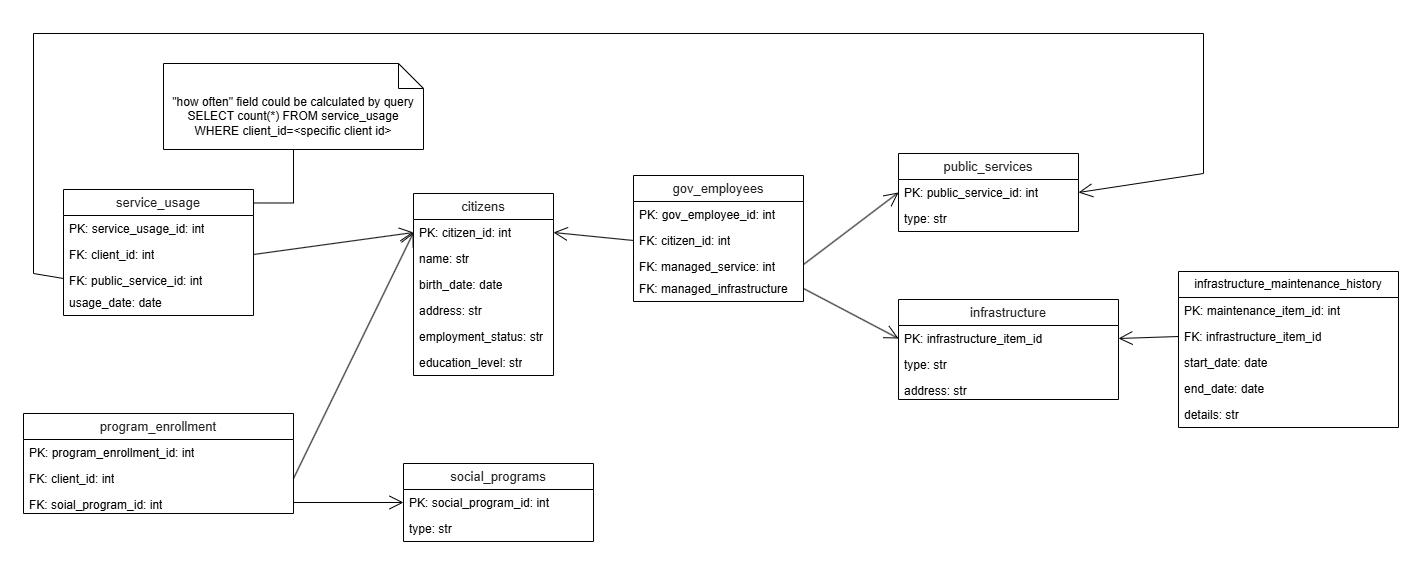 "how often" field could be calculated by query
SELECT count(*) FROM service_usage
WHERE client_id=<specific client id>
service_usage
PK: service_usage_id: int
FK: client_id: int
FK: public_service_id: int
usage_date: date
citizens
PK: citizen_id: int
name: str
birth_date: date
address: str
employment_status: str
education_level: str
gov_employees
PK: gov_employee_id: int
FK: citizen_id: int
FK: managed_service: int
FK: managed_infrastructure
public_services
PK: public_service_id: int
type: str
infrastructure
PK: infrastructure_item_id
type: str
address: str
infrastructure_maintenance_history
PK: maintenance_item_id: int
FK: infrastructure_item_id
start_date: date
end_date: date
details: str
program_enrollment
PK: program_enrollment_id: int
FK: client_id: int
FK: soial_program_id: int
social_programs
PK: social_program_id: int
type: str